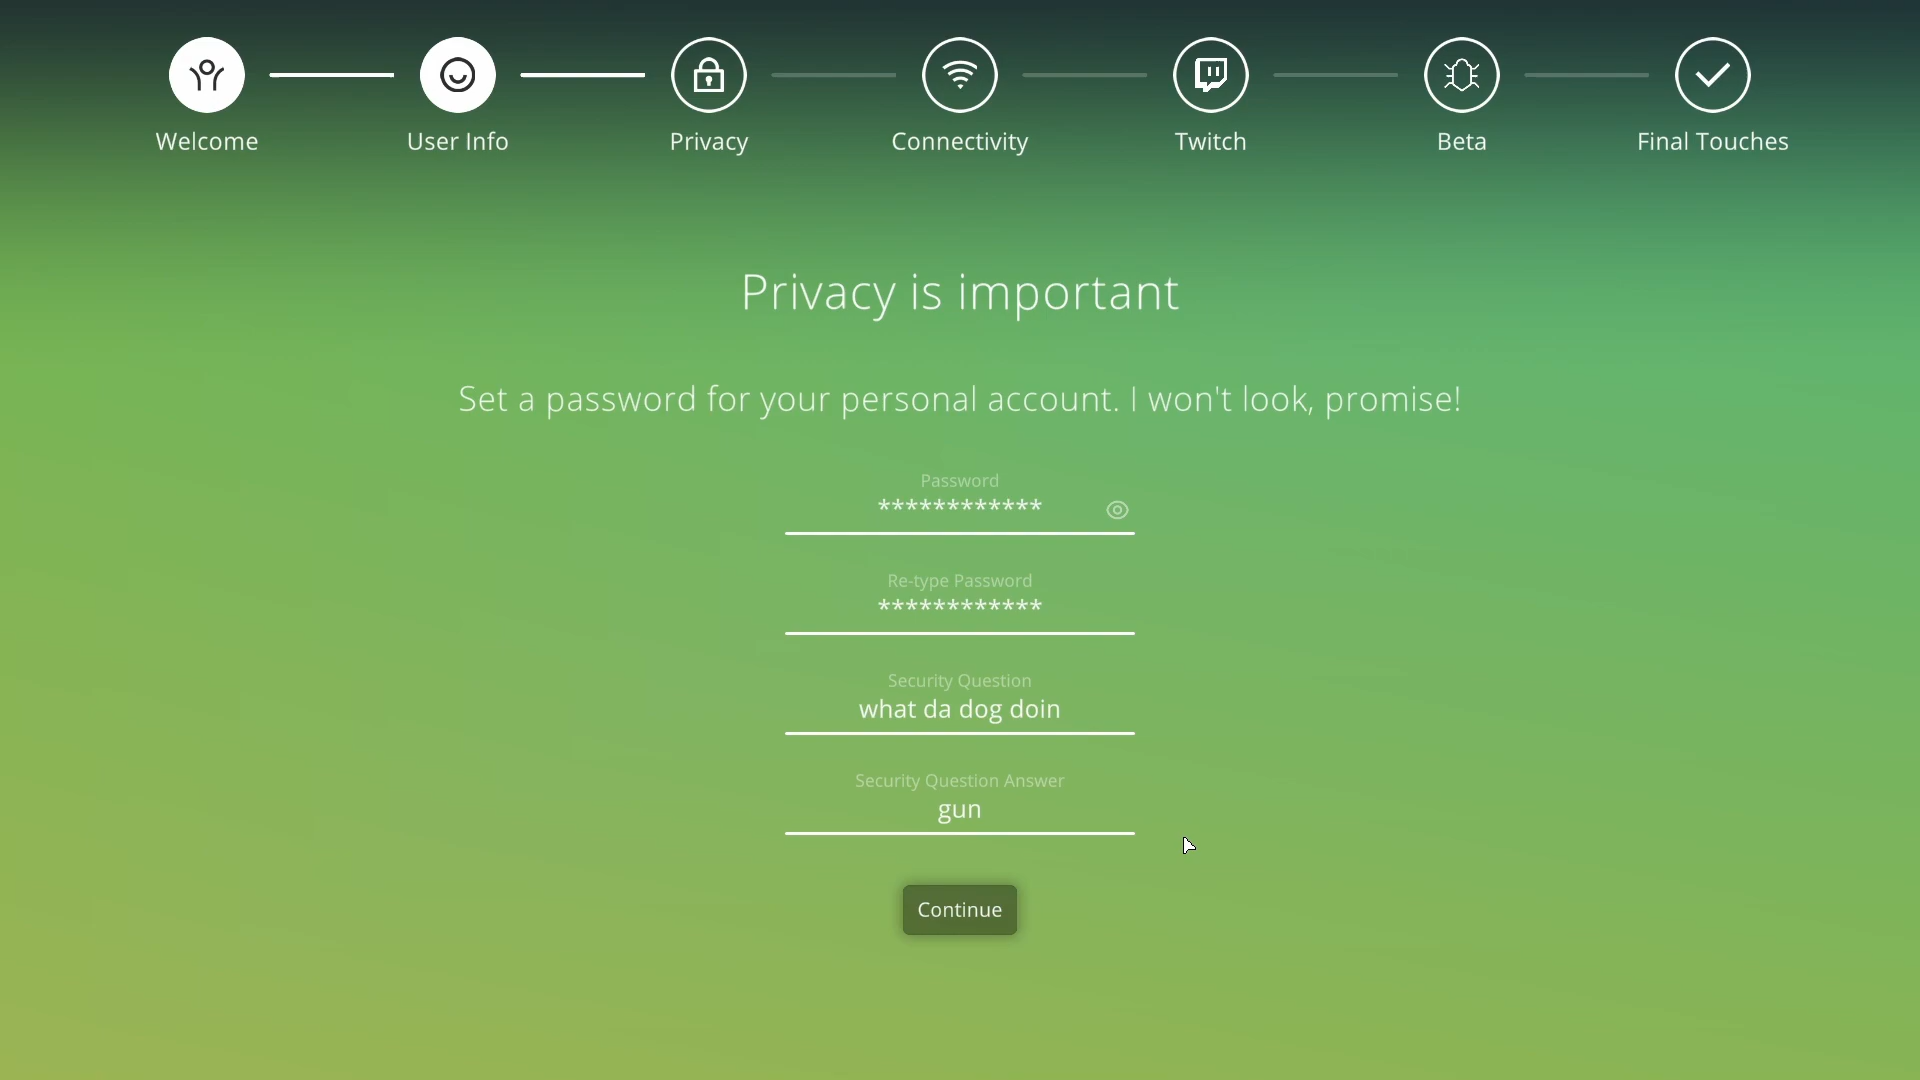 Welcome
User Info
Privacy
Connectivity
Twitch
Beta
Final Touches
Privacy is important
Set a password for your personal account. I won't look, promise!
Password
************
Re-type Password
************
Security Question
what da dog doin
Security Question Answer
gun
Continue